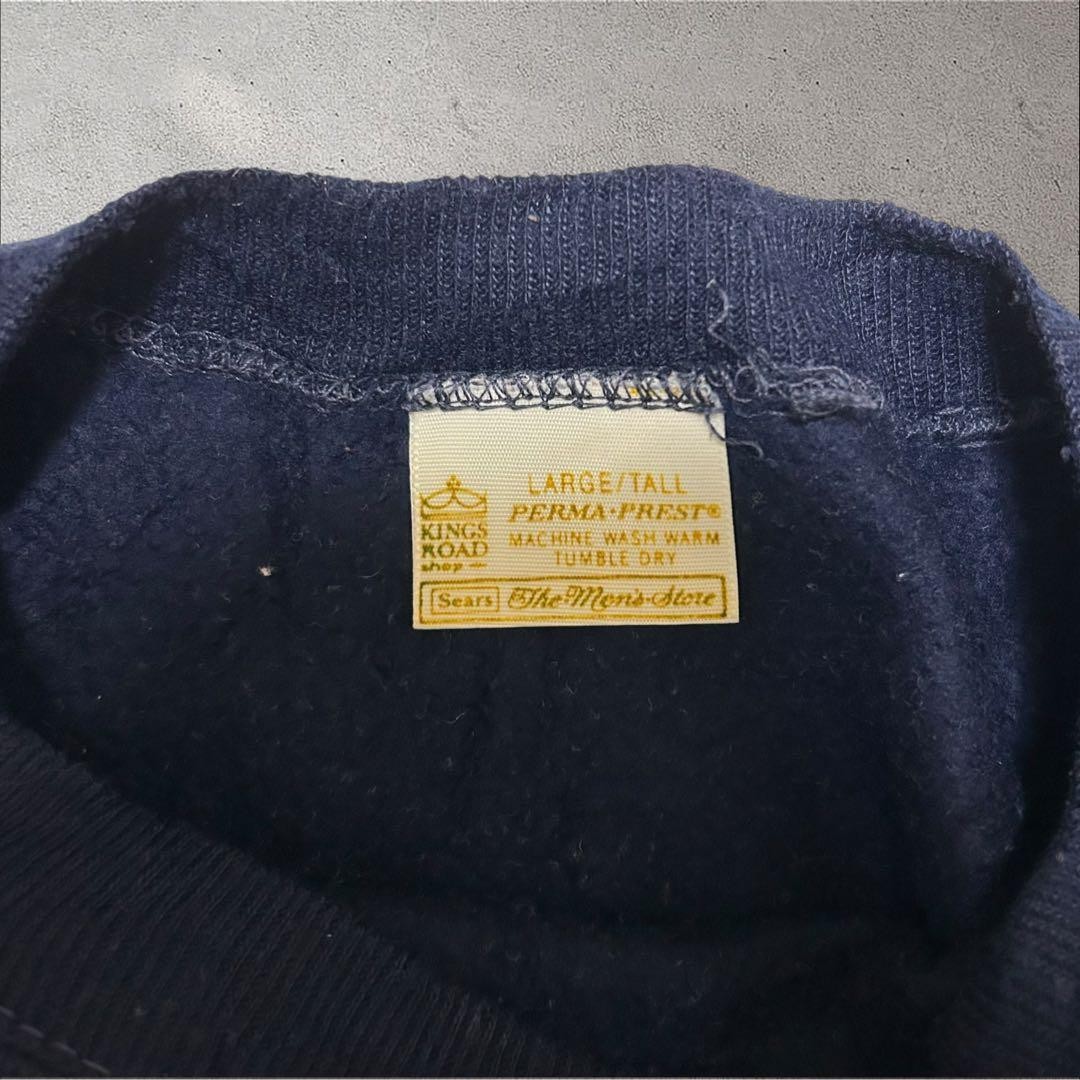 LARGE/TALL
PERMA•PREST®
MACHINE WASH WARM
TUMBLE DRY
KINGS
ROAD
shop
Sears The Men's Store